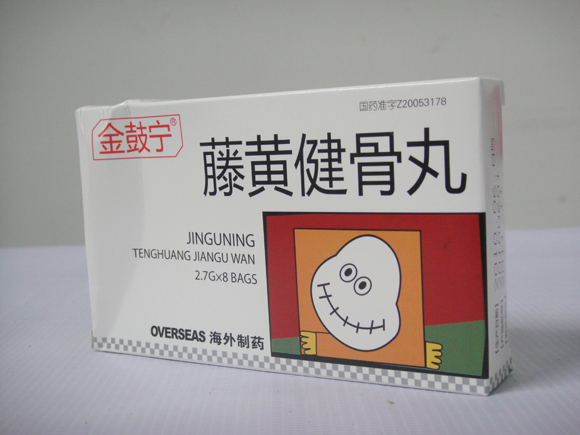 国药准字Z20053178
金鼓宁®
藤黄健骨丸
JINGUNING
TENGHUANG JIANGU WAN
2.7G×8 BAGS
OVERSEAS 海外制药